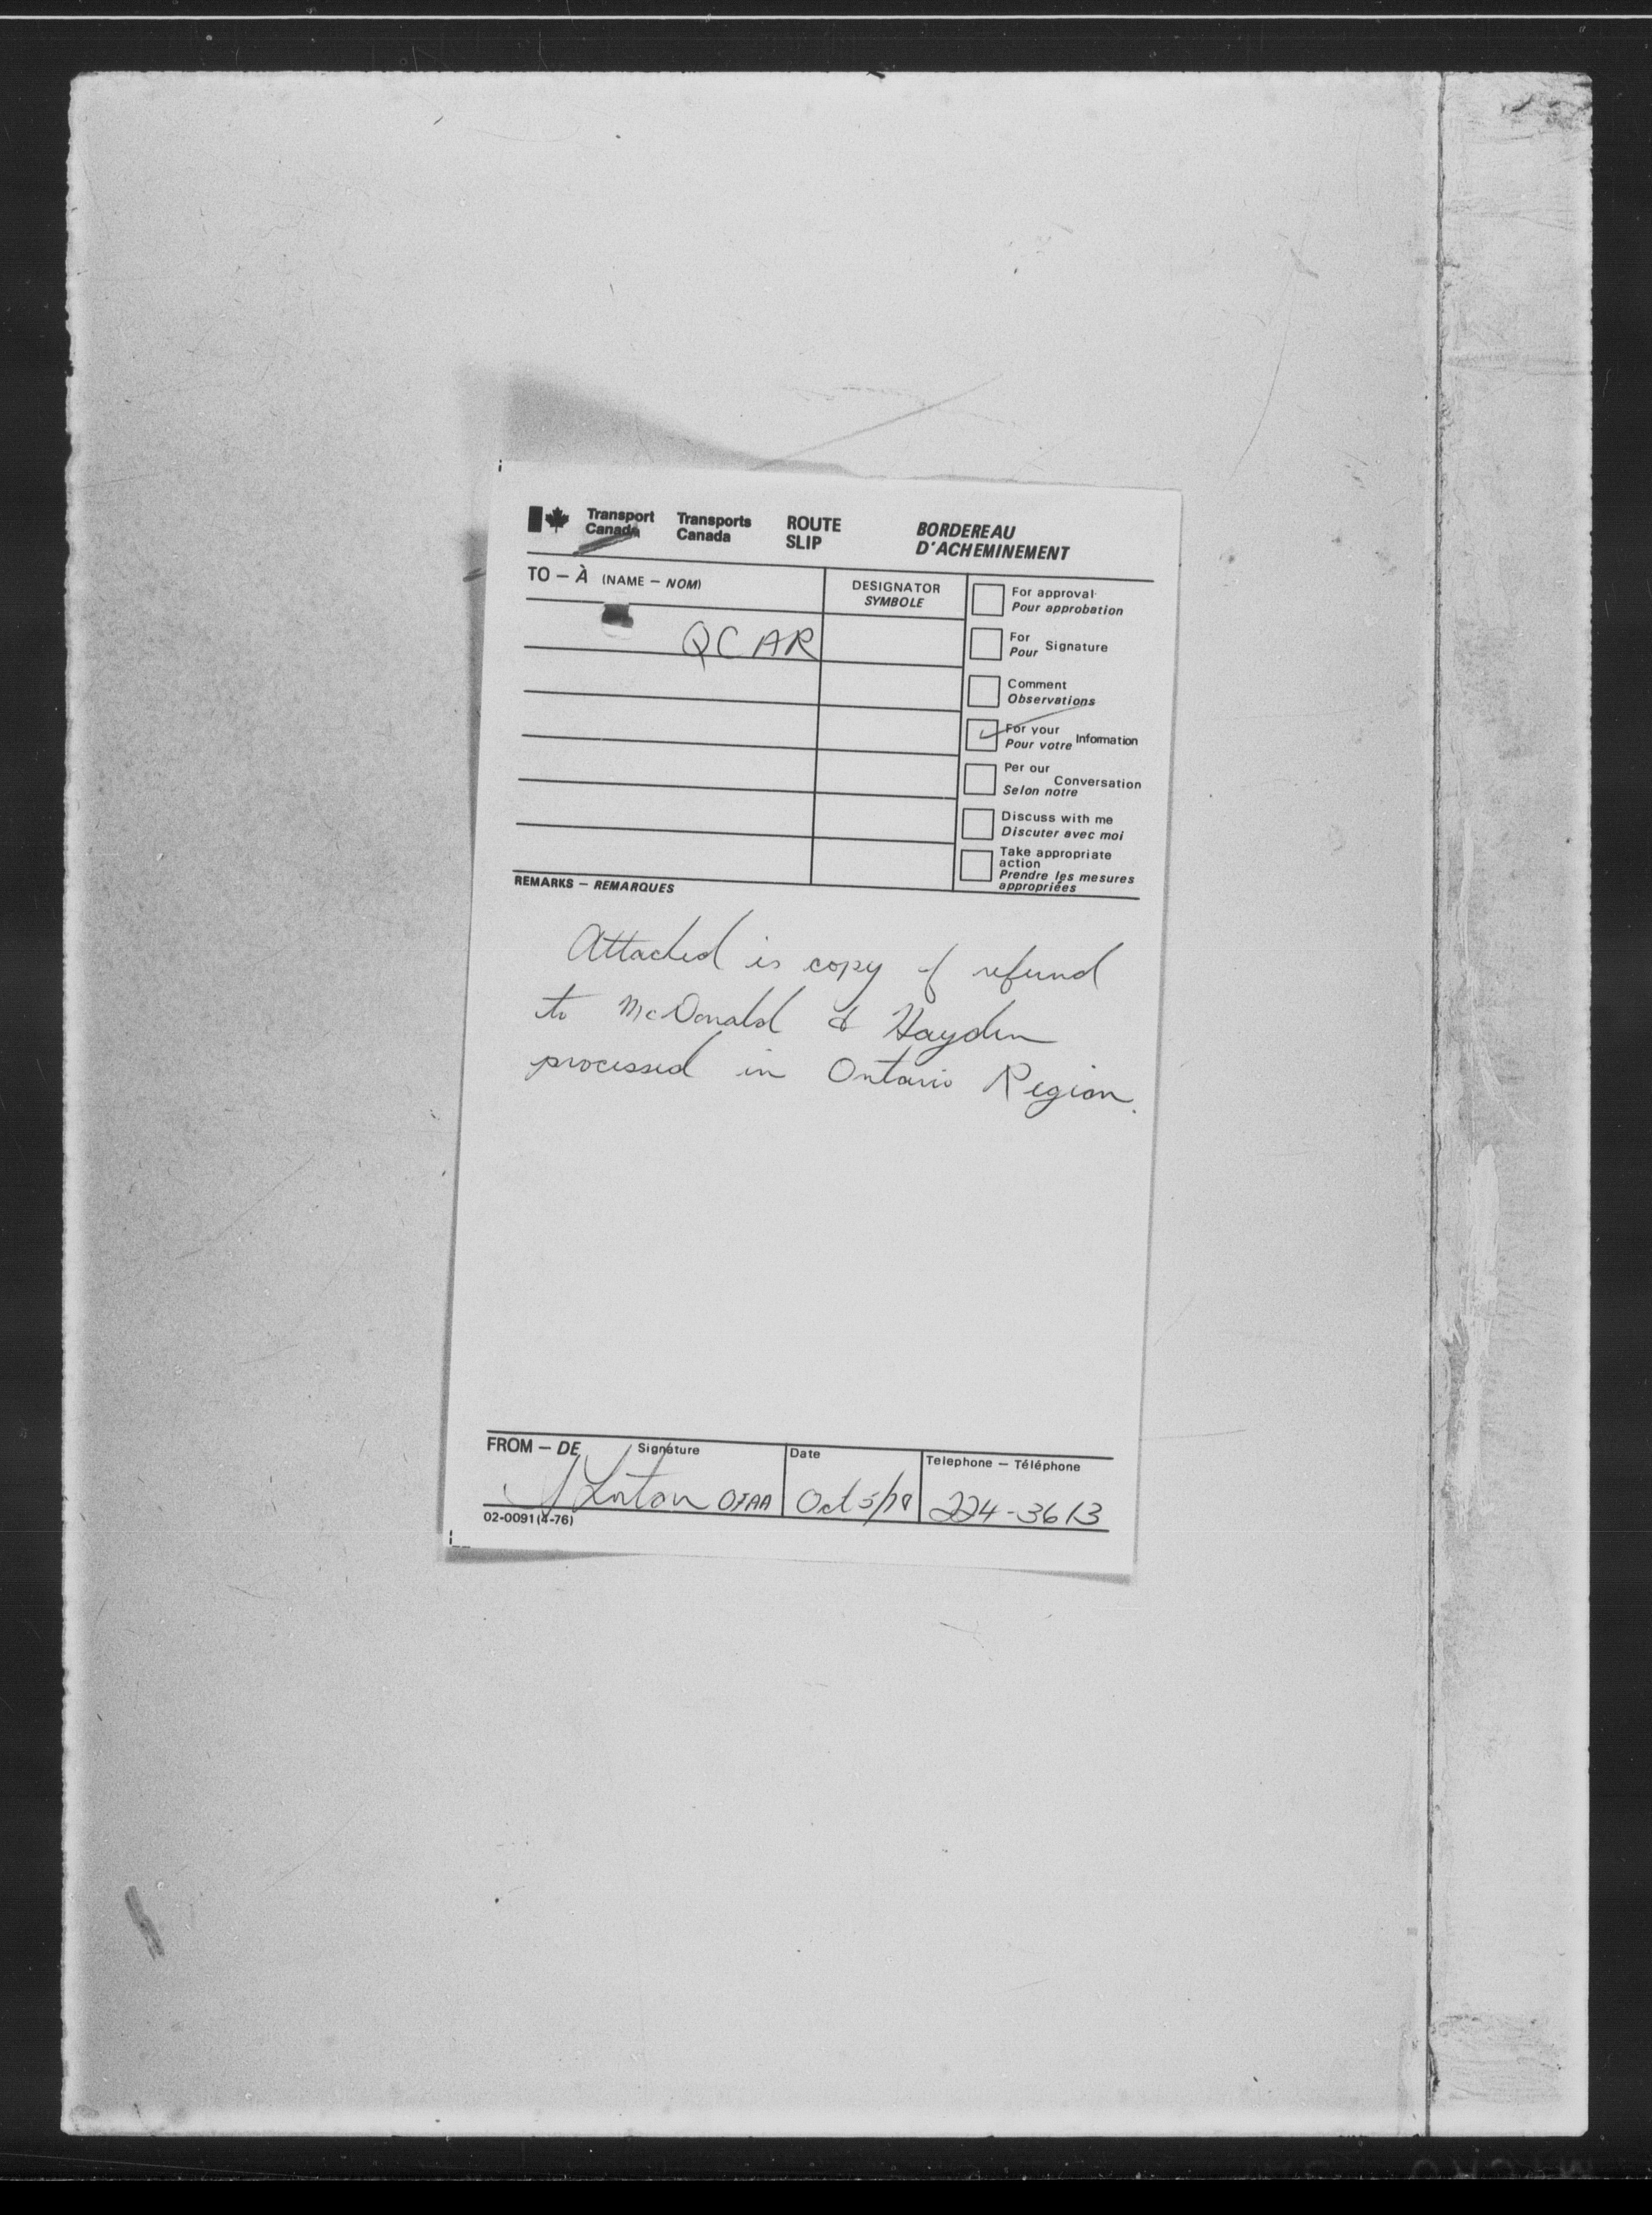 Transport Canada Transports Canada ROUTE SLIP BORDEREAU D'ACHEMINEMENT
TO – À (NAME – NOM)
DESIGNATOR
SYMBOLE
QCAR
For approval
Pour approbation
For Pour Signature
Comment
Observations
For your
Pour votre Information
Per our
Conversation
Selon notre
Discuss with me
Discuter avec moi
Take appropriate
action
Prendre les mesures
appropriées
REMARKS – REMARQUES
Attached is copy of refund
to McDonald & Hayden
processed in Ontario Region.
FROM – DE Signature
OFAA
Date
Oct 5/78
Telephone – Téléphone
224-3613
02-0091 (4-76)